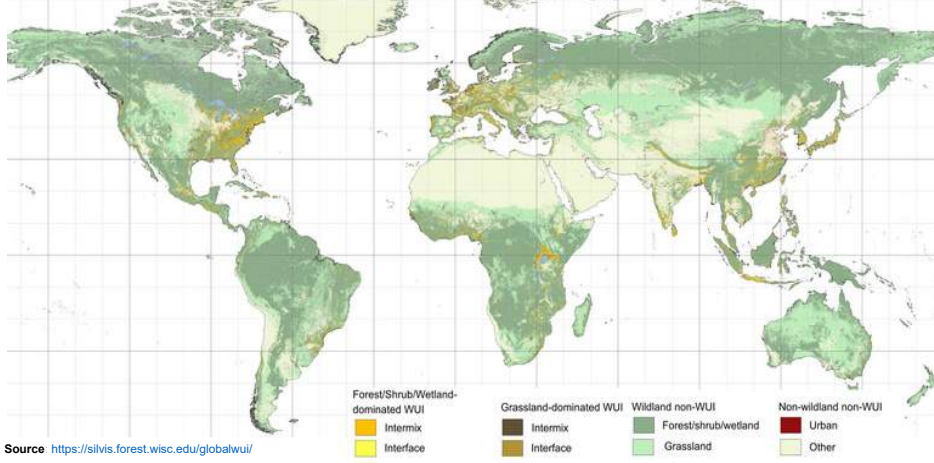 Forest/Shrub/Wetland-
dominated WUI
Intermix
Interface
Grassland-dominated WUI
Intermix
Interface
Wildland non-WUI
Forest/shrub/wetland
Grassland
Non-wildland non-WUI
Urban
Other
Source: https://silvis.forest.wisc.edu/globalwui/